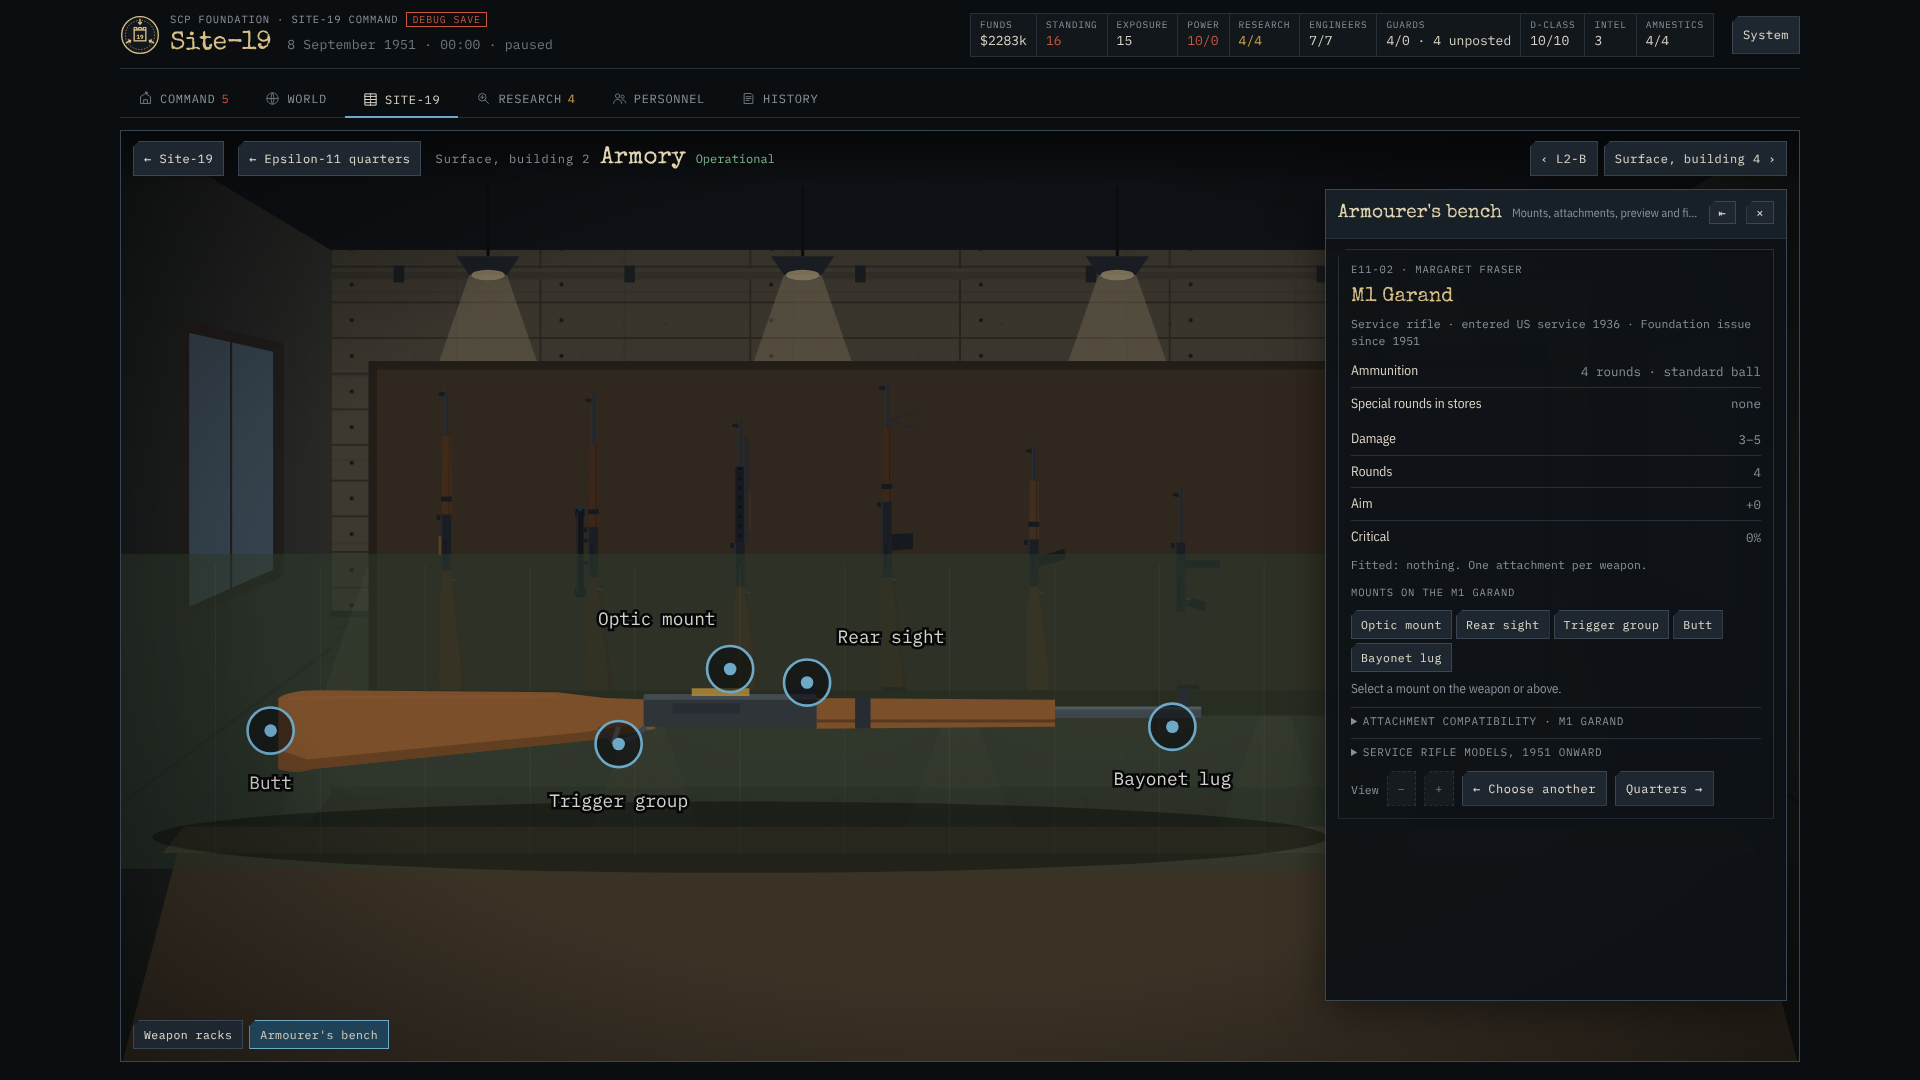 SCP FOUNDATION · SITE-19 COMMAND DEBUG SAVE
Site-19 8 September 1951 · 00:00 · paused
FUNDS $2283k
STANDING 16
EXPOSURE 15
POWER 10/0
RESEARCH 4/4
ENGINEERS 7/7
GUARDS 4/0 · 4 unposted
D-CLASS 10/10
INTEL 3
AMNESTICS 4/4
System
COMMAND 5 WORLD SITE-19 RESEARCH 4 PERSONNEL HISTORY
← Site-19 ← Epsilon-11 quarters Surface, building 2 Armory Operational ‹ L2-B Surface, building 4 ›
Optic mount
Rear sight
Butt
Trigger group
Bayonet lug
Weapon racks Armourer's bench
Armourer's bench Mounts, attachments, preview and fi... ⇤ ×
E11-02 · MARGARET FRASER
M1 Garand
Service rifle · entered US service 1936 · Foundation issue
since 1951
Ammunition 4 rounds · standard ball
Special rounds in stores none
Damage 3–5
Rounds 4
Aim +0
Critical 0%
Fitted: nothing. One attachment per weapon.
MOUNTS ON THE M1 GARAND
Optic mount Rear sight Trigger group Butt
Bayonet lug
Select a mount on the weapon or above.
▶ ATTACHMENT COMPATIBILITY · M1 GARAND
▶ SERVICE RIFLE MODELS, 1951 ONWARD
View − + ← Choose another Quarters →